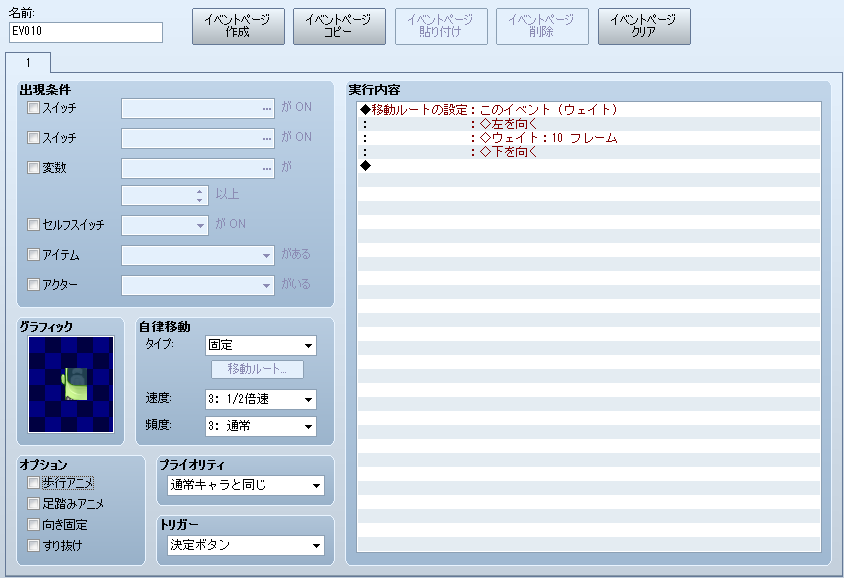 名前:
EV010
イベントページ
作成
イベントページ
コピー
イベントページ
貼り付け
イベントページ
削除
イベントページ
クリア
1
出現条件
スイッチ
... が ON
スイッチ
... が ON
変数
... が
以上
セルフスイッチ
が ON
アイテム
がある
アクター
がいる
グラフィック
自律移動
タイプ:
固定
移動ルート...
速度:
3: 1/2倍速
頻度:
3: 通常
オプション
歩行アニメ
足踏みアニメ
向き固定
すり抜け
プライオリティ
通常キャラと同じ
トリガー
決定ボタン
実行内容
◆移動ルートの設定：このイベント（ウェイト）
：　　　　　　　　：◇左を向く
：　　　　　　　　：◇ウェイト：10 フレーム
：　　　　　　　　：◇下を向く
◆